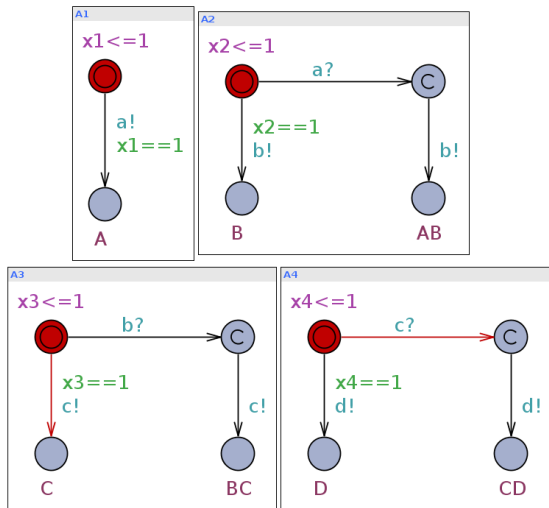 A1
x1<=1
a!
x1==1
A
A2
x2<=1
a?
C
x2==1
b!
b!
B
AB
A3
x3<=1
b?
C
x3==1
c!
c!
C
BC
A4
x4<=1
c?
C
x4==1
d!
d!
D
CD